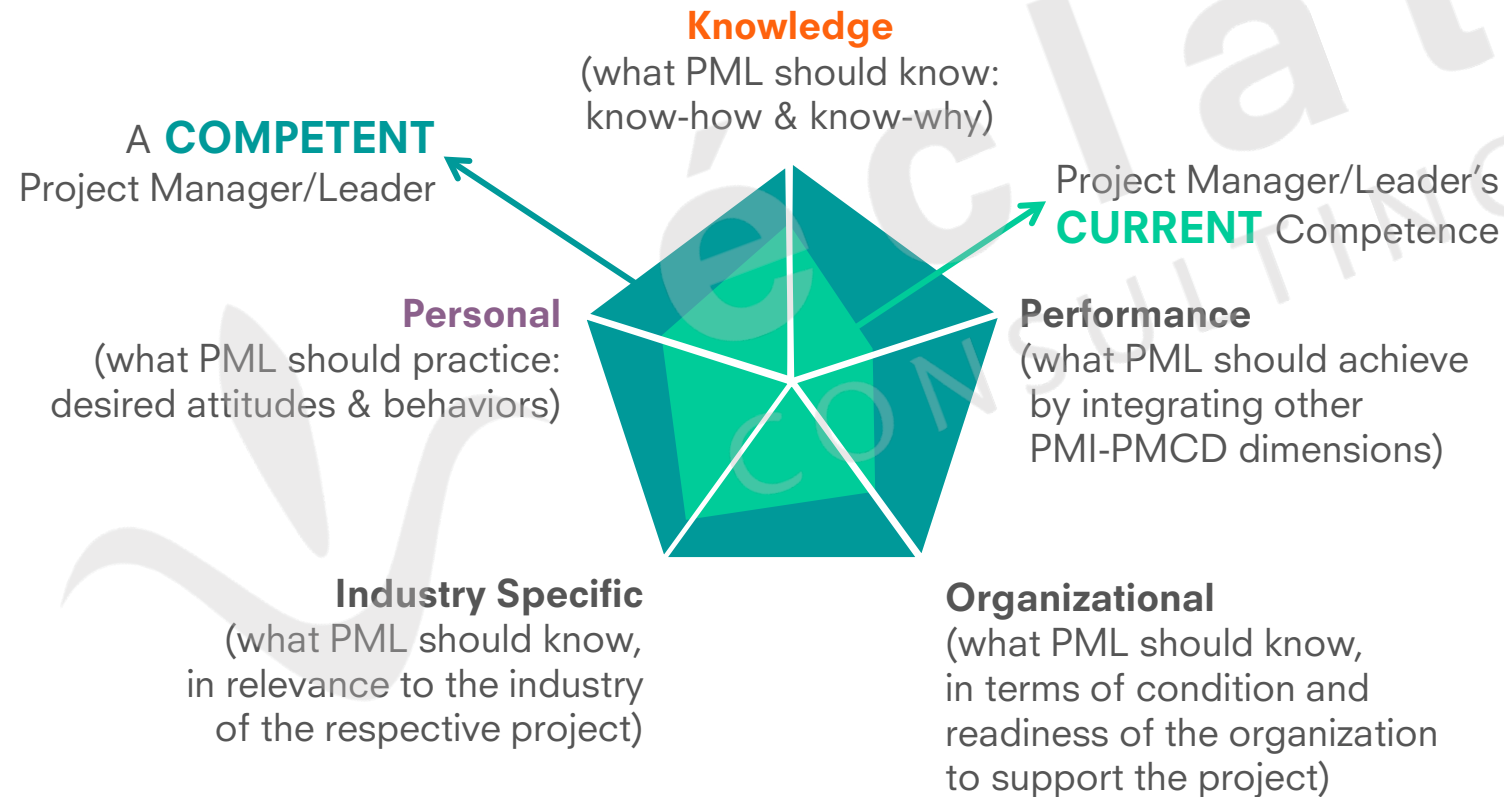 Knowledge
(what PML should know:
know-how & know-why)
A COMPETENT
Project Manager/Leader
Project Manager/Leader's
CURRENT Competence
Personal
(what PML should practice:
desired attitudes & behaviors)
Performance
(what PML should achieve
by integrating other
PMI-PMCD dimensions)
Industry Specific
(what PML should know,
in relevance to the industry
of the respective project)
Organizational
(what PML should know,
in terms of condition and
readiness of the organization
to support the project)
éclat
CONSULTING